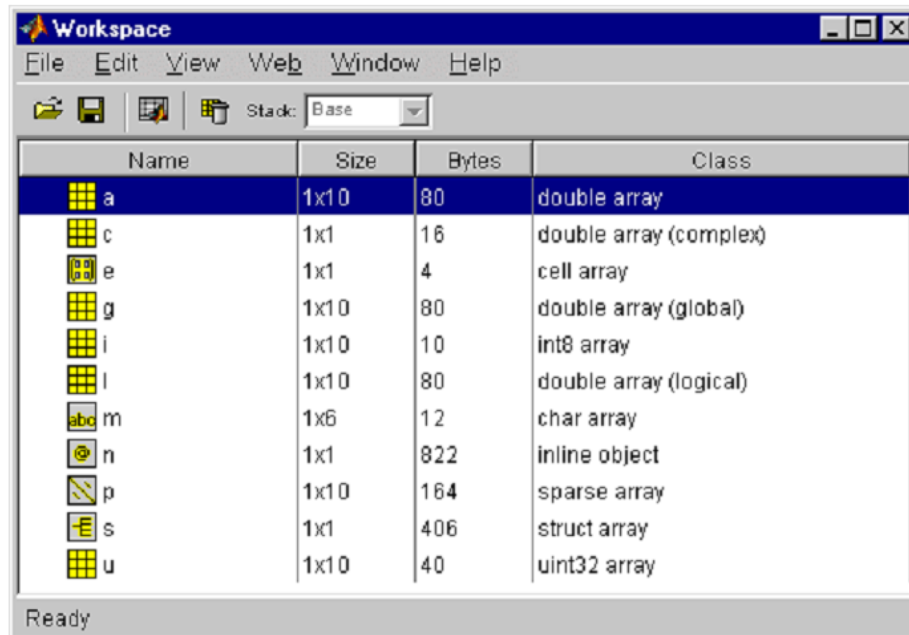 Workspace
File Edit View Web Window Help
Stack: Base
Name Size Bytes Class
a 1x10 80 double array
c 1x1 16 double array (complex)
e 1x1 4 cell array
g 1x10 80 double array (global)
i 1x10 10 int8 array
l 1x10 80 double array (logical)
abc m 1x6 12 char array
@ n 1x1 822 inline object
p 1x10 164 sparse array
s 1x1 406 struct array
u 1x10 40 uint32 array
Ready